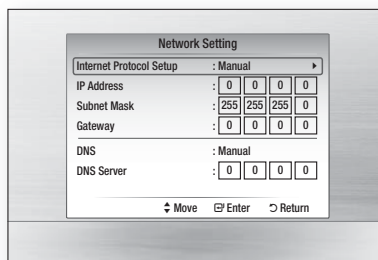 Network Setting
Internet Protocol Setup : Manual ►
IP Address : 0 0 0 0
Subnet Mask : 255 255 255 0
Gateway : 0 0 0 0
DNS : Manual
DNS Server : 0 0 0 0
Move Enter Return